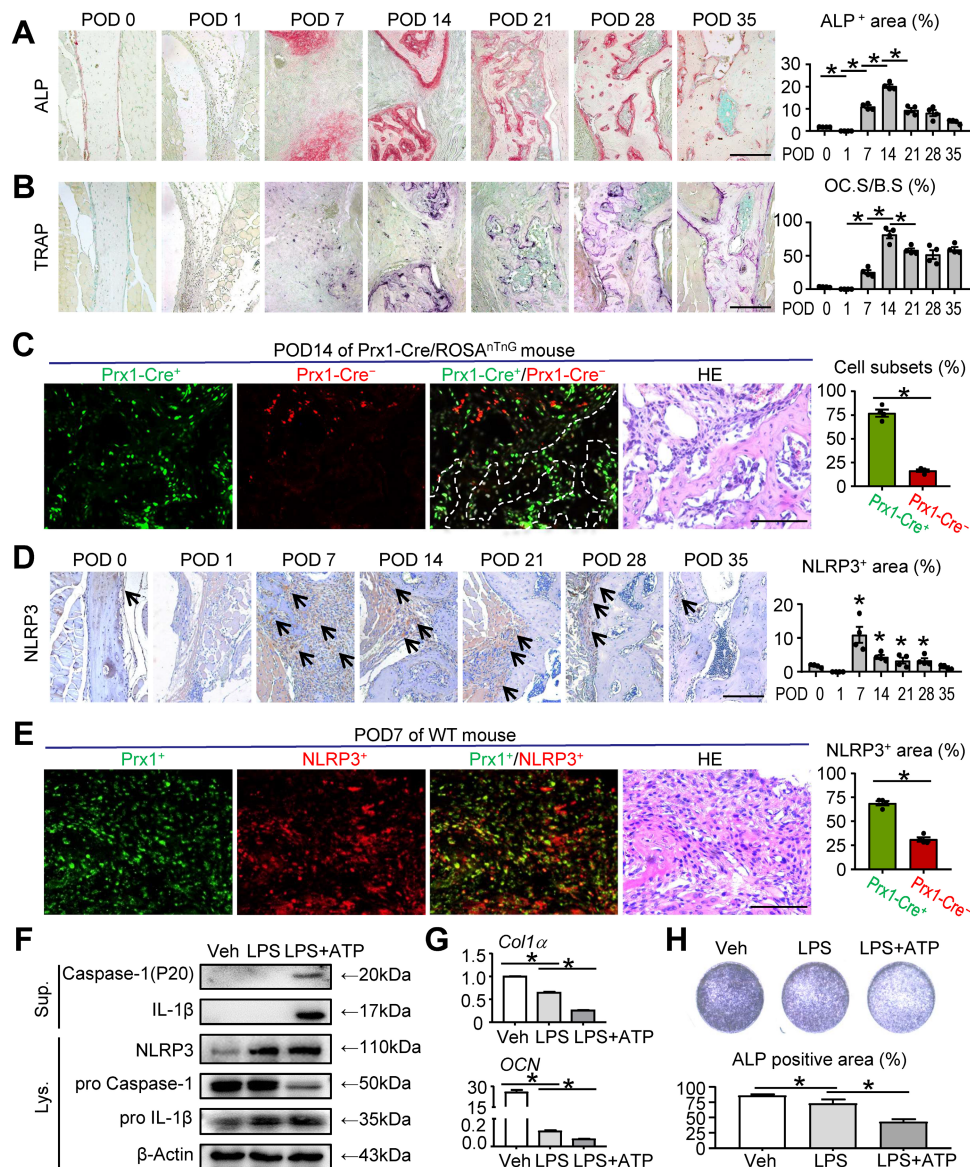 A
POD 0 POD 1 POD 7 POD 14 POD 21 POD 28 POD 35
ALP
ALP⁺ area (%)
30
20
10
0
* * * *
POD 0 1 7 14 21 28 35
B
TRAP
OC.S/B.S (%)
100
50
0
* * *
POD 0 1 7 14 21 28 35
C
POD14 of Prx1-Cre/ROSAⁿᵀⁿᴳ mouse
Prx1-Cre⁺ Prx1-Cre⁻ Prx1-Cre⁺/Prx1-Cre⁻ HE
Cell subsets (%)
100
75
50
25
0
*
Prx1-Cre⁺ Prx1-Cre⁻
D
POD 0 POD 1 POD 7 POD 14 POD 21 POD 28 POD 35
NLRP3
NLRP3⁺ area (%)
20
10
0
* * * *
POD 0 1 7 14 21 28 35
E
POD7 of WT mouse
Prx1⁺ NLRP3⁺ Prx1⁺/NLRP3⁺ HE
NLRP3⁺ area (%)
100
75
50
25
0
*
Prx1-Cre⁺ Prx1-Cre⁻
F
Veh LPS LPS+ATP
Sup.
Caspase-1(P20) ←20kDa
IL-1β ←17kDa
Lys.
NLRP3 ←110kDa
pro Caspase-1 ←50kDa
pro IL-1β ←35kDa
β-Actin ←43kDa
G
Col1α
1.5
1.0
0.5
0.0
* *
Veh LPS LPS+ATP
OCN
30
15
0.2
0.0
* *
Veh LPS LPS+ATP
H
Veh LPS LPS+ATP
ALP positive area (%)
100
75
50
25
0
* *
Veh LPS LPS+ATP